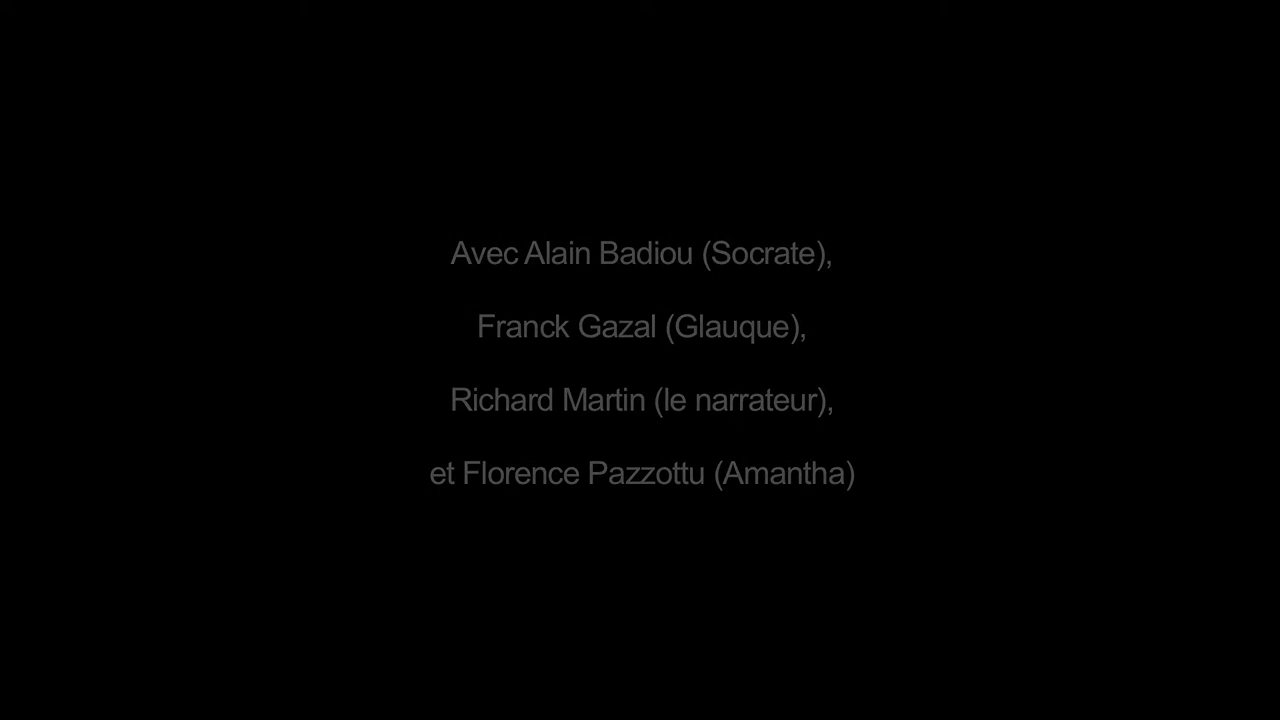 Avec Alain Badiou (Socrate),
Franck Gazal (Glauque),
Richard Martin (le narrateur),
et Florence Pazzottu (Amantha)